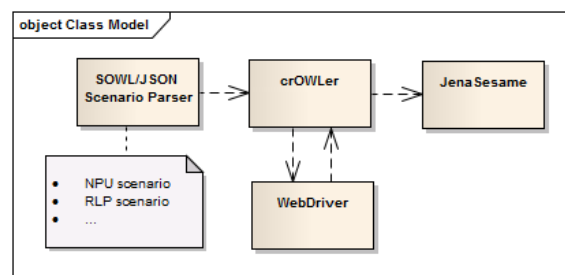 object Class Model
SOWL/JSON
Scenario Parser
crOWLer
JenaSesame
• NPU scenario
• RLP scenario
• ...
WebDriver